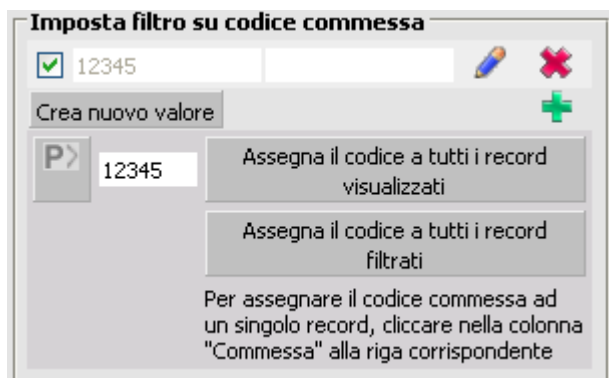 Imposta filtro su codice commessa
12345
Crea nuovo valore
P>
12345
Assegna il codice a tutti i record
visualizzati
Assegna il codice a tutti i record
filtrati
Per assegnare il codice commessa ad
un singolo record, cliccare nella colonna
"Commessa" alla riga corrispondente